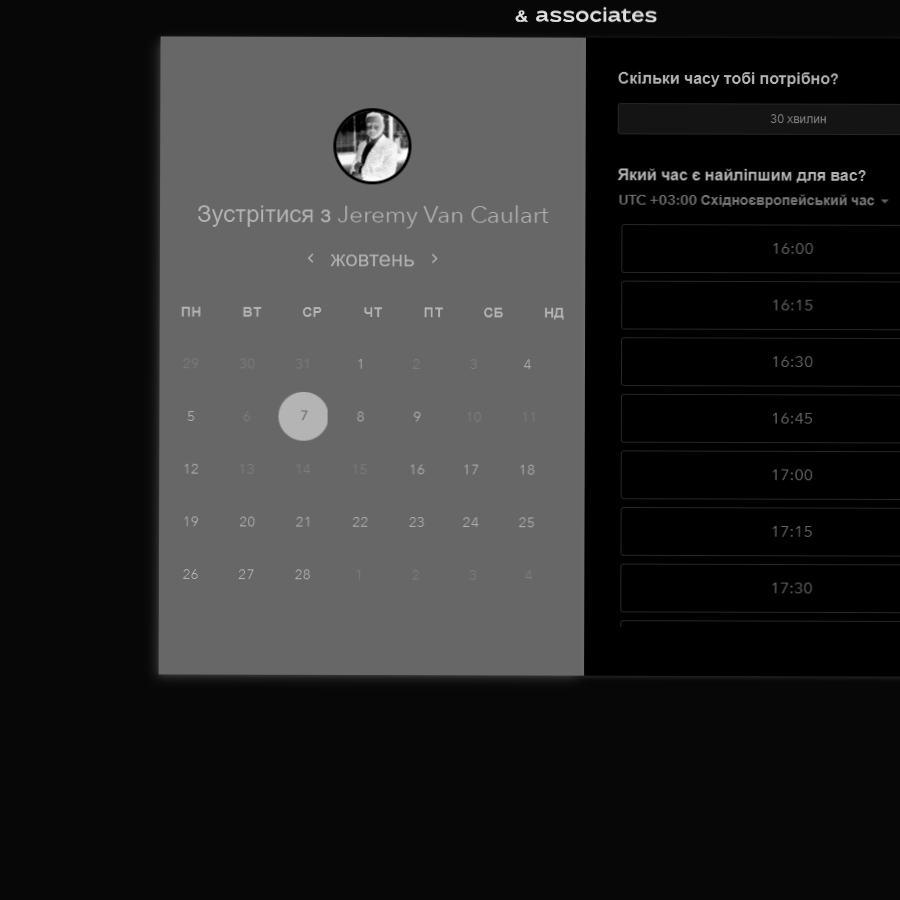 & associates
Зустрітися з Jeremy Van Caulart
< жовтень >
ПН ВТ СР ЧТ ПТ СБ НД
29 30 31 1 2 3 4
5 6 7 8 9 10 11
12 13 14 15 16 17 18
19 20 21 22 23 24 25
26 27 28 1 2 3 4
Скільки часу тобі потрібно?
30 хвилин
Який час є найліпшим для вас?
UTC +03:00 Східноєвропейський час
16:00
16:15
16:30
16:45
17:00
17:15
17:30